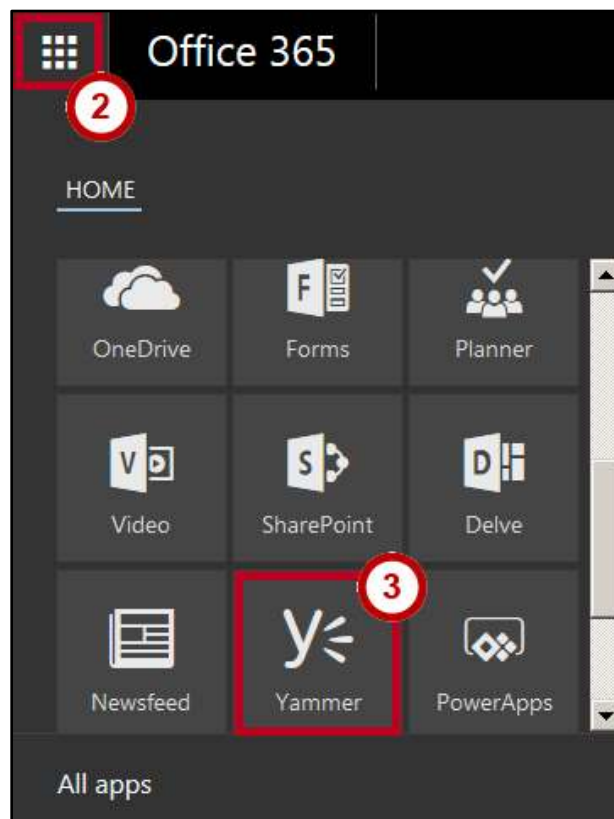 Office 365
2
HOME
F
OneDrive Forms Planner
V S D
Video SharePoint Delve
3
y
Newsfeed Yammer PowerApps
All apps